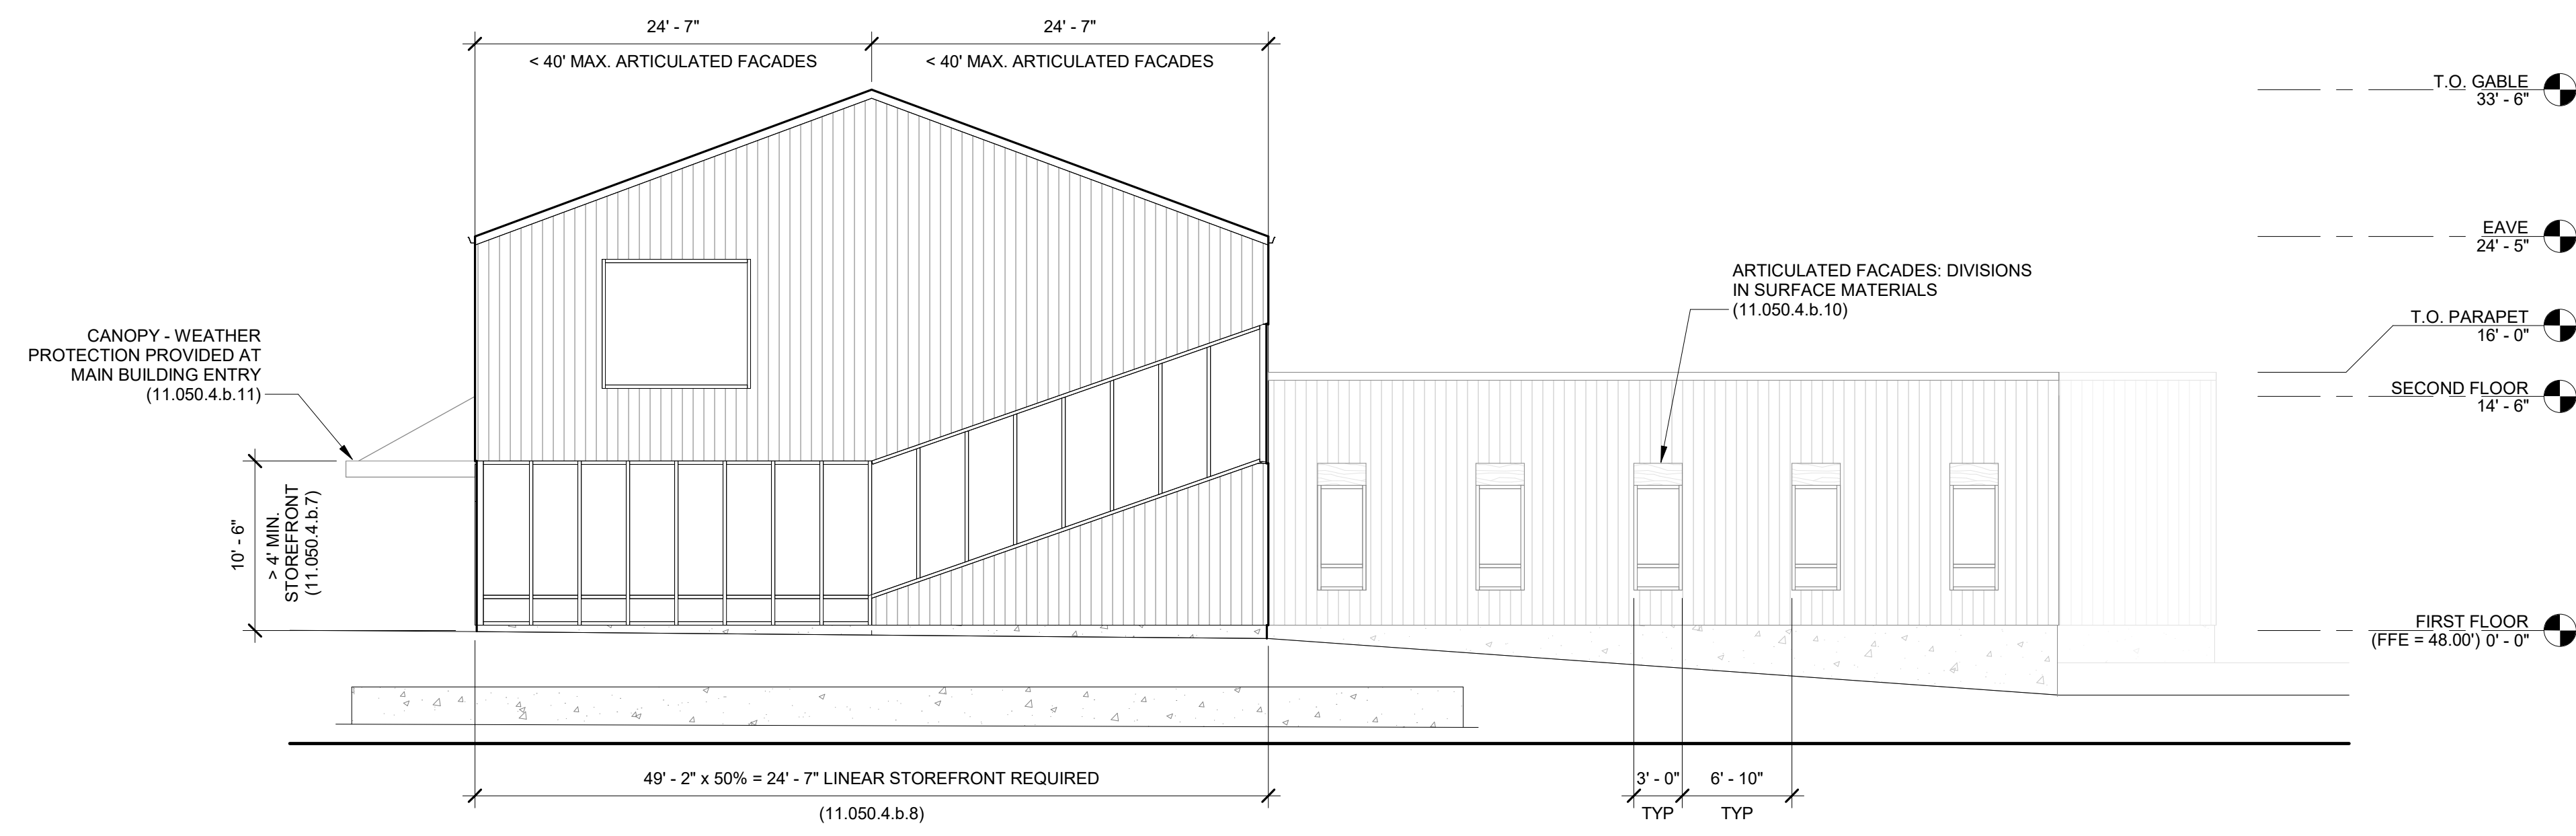 24' - 7"
24' - 7"
< 40' MAX. ARTICULATED FACADES
< 40' MAX. ARTICULATED FACADES
T.O. GABLE
33' - 6"
EAVE
24' - 5"
ARTICULATED FACADES: DIVISIONS
IN SURFACE MATERIALS
(11.050.4.b.10)
T.O. PARAPET
16' - 0"
CANOPY - WEATHER
PROTECTION PROVIDED AT
MAIN BUILDING ENTRY
(11.050.4.b.11)
SECOND FLOOR
14' - 6"
10' - 6"
> 4' MIN.
STOREFRONT
(11.050.4.b.7)
FIRST FLOOR
(FFE = 48.00') 0' - 0"
49' - 2" x 50% = 24' - 7" LINEAR STOREFRONT REQUIRED
(11.050.4.b.8)
3' - 0"
TYP
6' - 10"
TYP